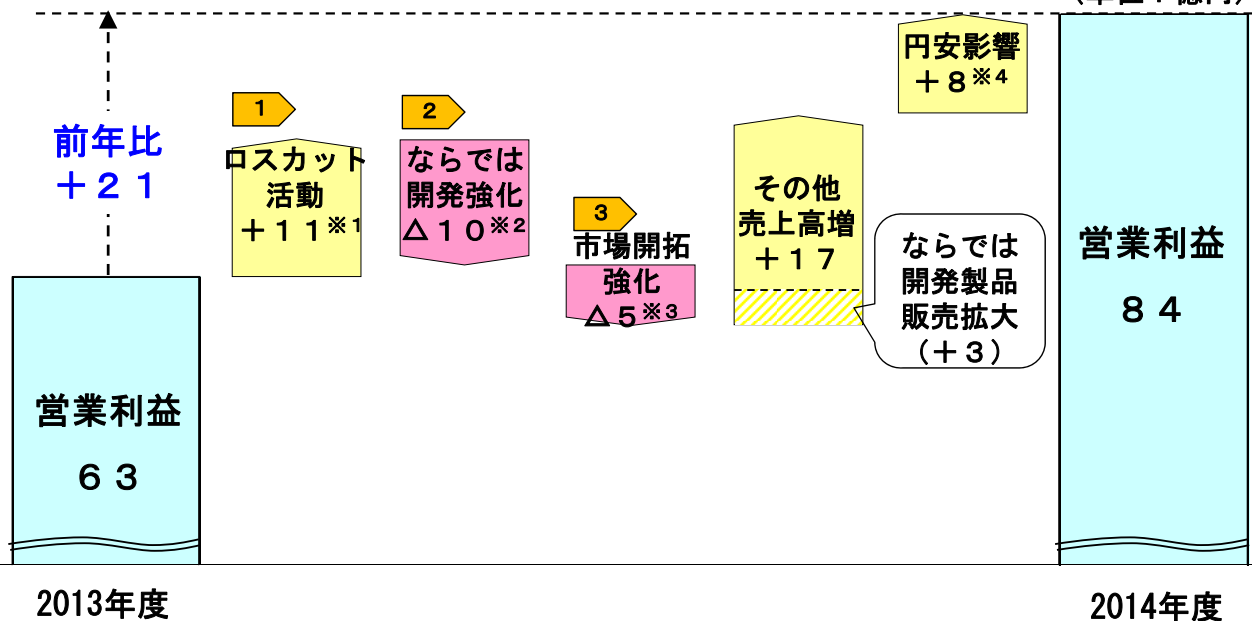 (単位：億円)
前年比
＋２１
営業利益
６３
2013年度
1
ロスカット
活動
＋１１※1
2
ならでは
開発強化
△１０※2
3
市場開拓
強化
△５※3
その他
売上高増
＋１７
ならでは
開発製品
販売拡大
（＋３）
円安影響
＋８※4
営業利益
８４
2014年度